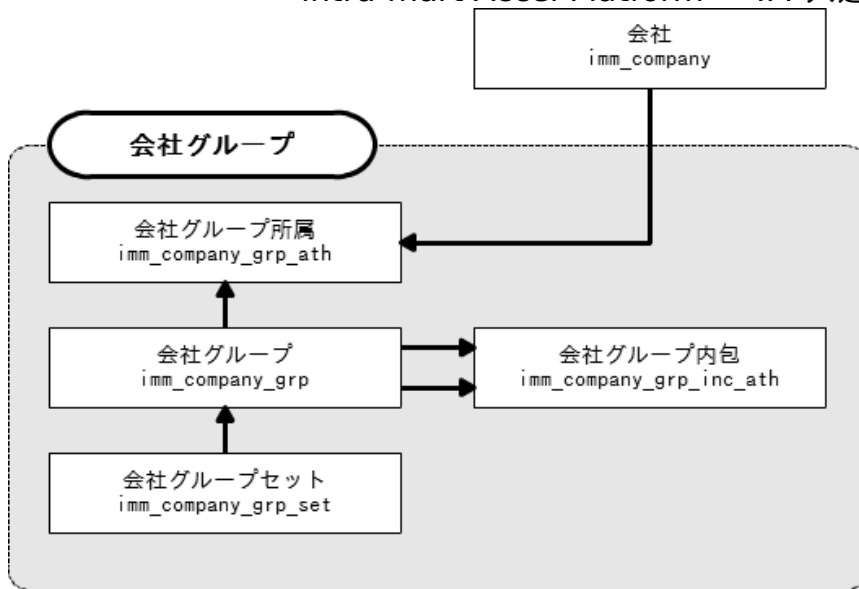 会社
imm_company
会社グループ
会社グループ所属
imm_company_grp_ath
会社グループ
imm_company_grp
会社グループ内包
imm_company_grp_inc_ath
会社グループセット
imm_company_grp_set